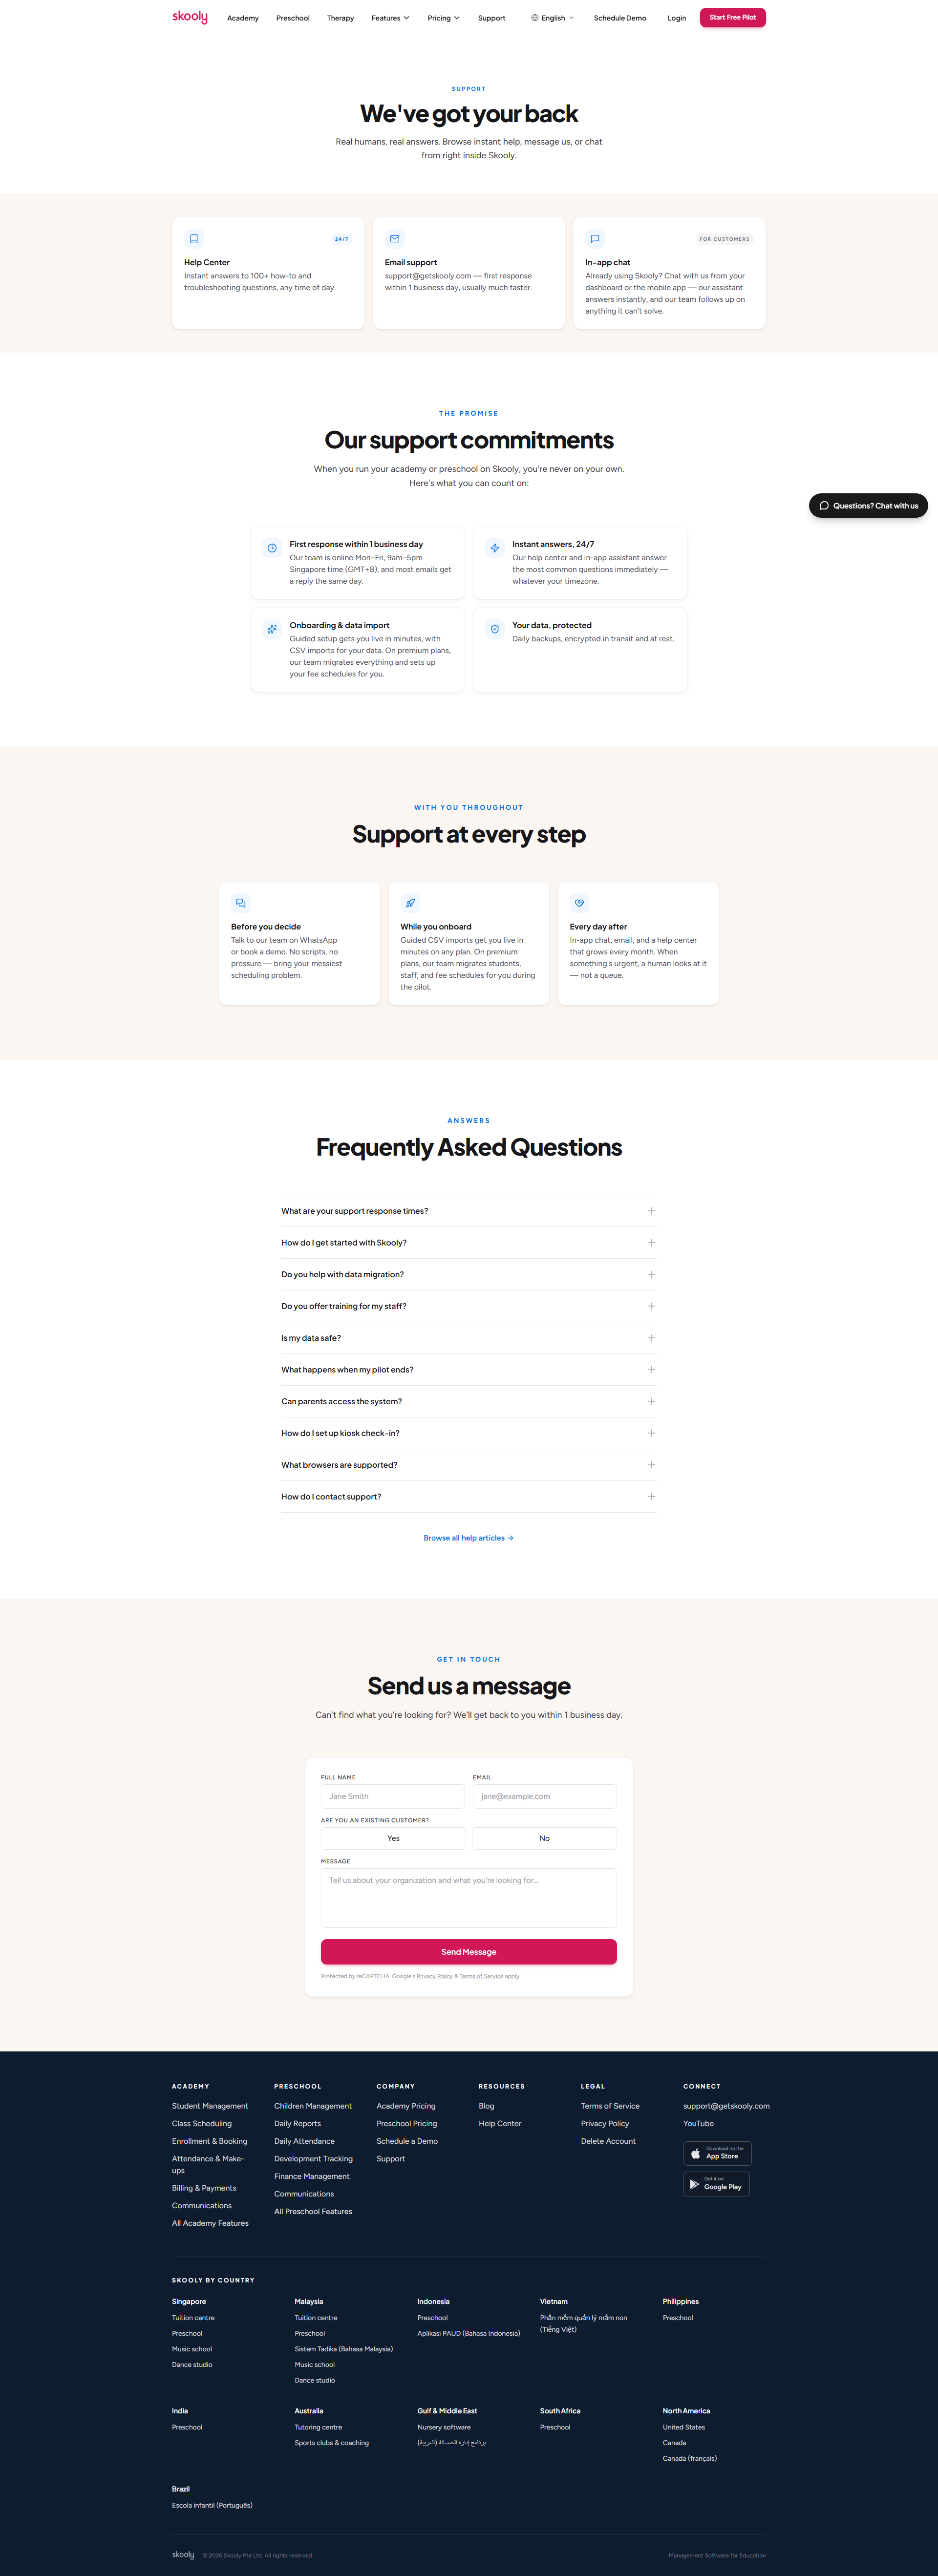 skooly
Academy
Preschool
Therapy
Features
Pricing
Support
English
Schedule Demo
Login
Start Free Pilot
SUPPORT
We've got your back
Real humans, real answers. Browse instant help, message us, or chat
from right inside Skooly.
24/7
Help Center
Instant answers to 100+ how-to and
troubleshooting questions, any time of day.
Email support
support@getskooly.com — first response
within 1 business day, usually much faster.
FOR CUSTOMERS
In-app chat
Already using Skooly? Chat with us from your
dashboard or the mobile app — our assistant
answers instantly, and our team follows up on
anything it can't solve.
THE PROMISE
Our support commitments
When you run your academy or preschool on Skooly, you're never on your own.
Here's what you can count on:
Questions? Chat with us
First response within 1 business day
Our team is online Mon–Fri, 9am–5pm
Singapore time (GMT+8), and most emails get
a reply the same day.
Instant answers, 24/7
Our help center and in-app assistant answer
the most common questions immediately —
whatever your timezone.
Onboarding & data import
Guided setup gets you live in minutes, with
CSV imports for your data. On premium plans,
our team migrates everything and sets up
your fee schedules for you.
Your data, protected
Daily backups, encrypted in transit and at rest.
WITH YOU THROUGHOUT
Support at every step
Before you decide
Talk to our team on WhatsApp
or book a demo. No scripts, no
pressure — bring your messiest
scheduling problem.
While you onboard
Guided CSV imports get you live in
minutes on any plan. On premium
plans, our team migrates students,
staff, and fee schedules for you during
the pilot.
Every day after
In-app chat, email, and a help center
that grows every month. When
something's urgent, a human looks at it
— not a queue.
ANSWERS
Frequently Asked Questions
What are your support response times?
How do I get started with Skooly?
Do you help with data migration?
Do you offer training for my staff?
Is my data safe?
What happens when my pilot ends?
Can parents access the system?
How do I set up kiosk check-in?
What browsers are supported?
How do I contact support?
Browse all help articles →
GET IN TOUCH
Send us a message
Can't find what you're looking for? We'll get back to you within 1 business day.
FULL NAME
EMAIL
Jane Smith
jane@example.com
ARE YOU AN EXISTING CUSTOMER?
Yes
No
MESSAGE
Tell us about your organization and what you're looking for...
Send Message
Protected by reCAPTCHA. Google's Privacy Policy & Terms of Service apply.
ACADEMY
Student Management
Class Scheduling
Enrollment & Booking
Attendance & Make-
ups
Billing & Payments
Communications
All Academy Features
PRESCHOOL
Children Management
Daily Reports
Daily Attendance
Development Tracking
Finance Management
Communications
All Preschool Features
COMPANY
Academy Pricing
Preschool Pricing
Schedule a Demo
Support
RESOURCES
Blog
Help Center
LEGAL
Terms of Service
Privacy Policy
Delete Account
CONNECT
support@getskooly.com
YouTube
Download on the
App Store
Get it on
Google Play
SKOOLY BY COUNTRY
Singapore
Tuition centre
Preschool
Music school
Dance studio
Malaysia
Tuition centre
Preschool
Sistem Tadika (Bahasa Malaysia)
Music school
Dance studio
Indonesia
Preschool
Aplikasi PAUD (Bahasa Indonesia)
Vietnam
Phần mềm quản lý mầm non
(Tiếng Việt)
Philippines
Preschool
India
Preschool
Australia
Tutoring centre
Sports clubs & coaching
Gulf & Middle East
Nursery software
برنامج إدارة الحضانة (العربية)
South Africa
Preschool
North America
United States
Canada
Canada (français)
Brazil
Escola infantil (Português)
skooly
© 2026 Skooly Pte Ltd. All rights reserved.
Management Software for Education